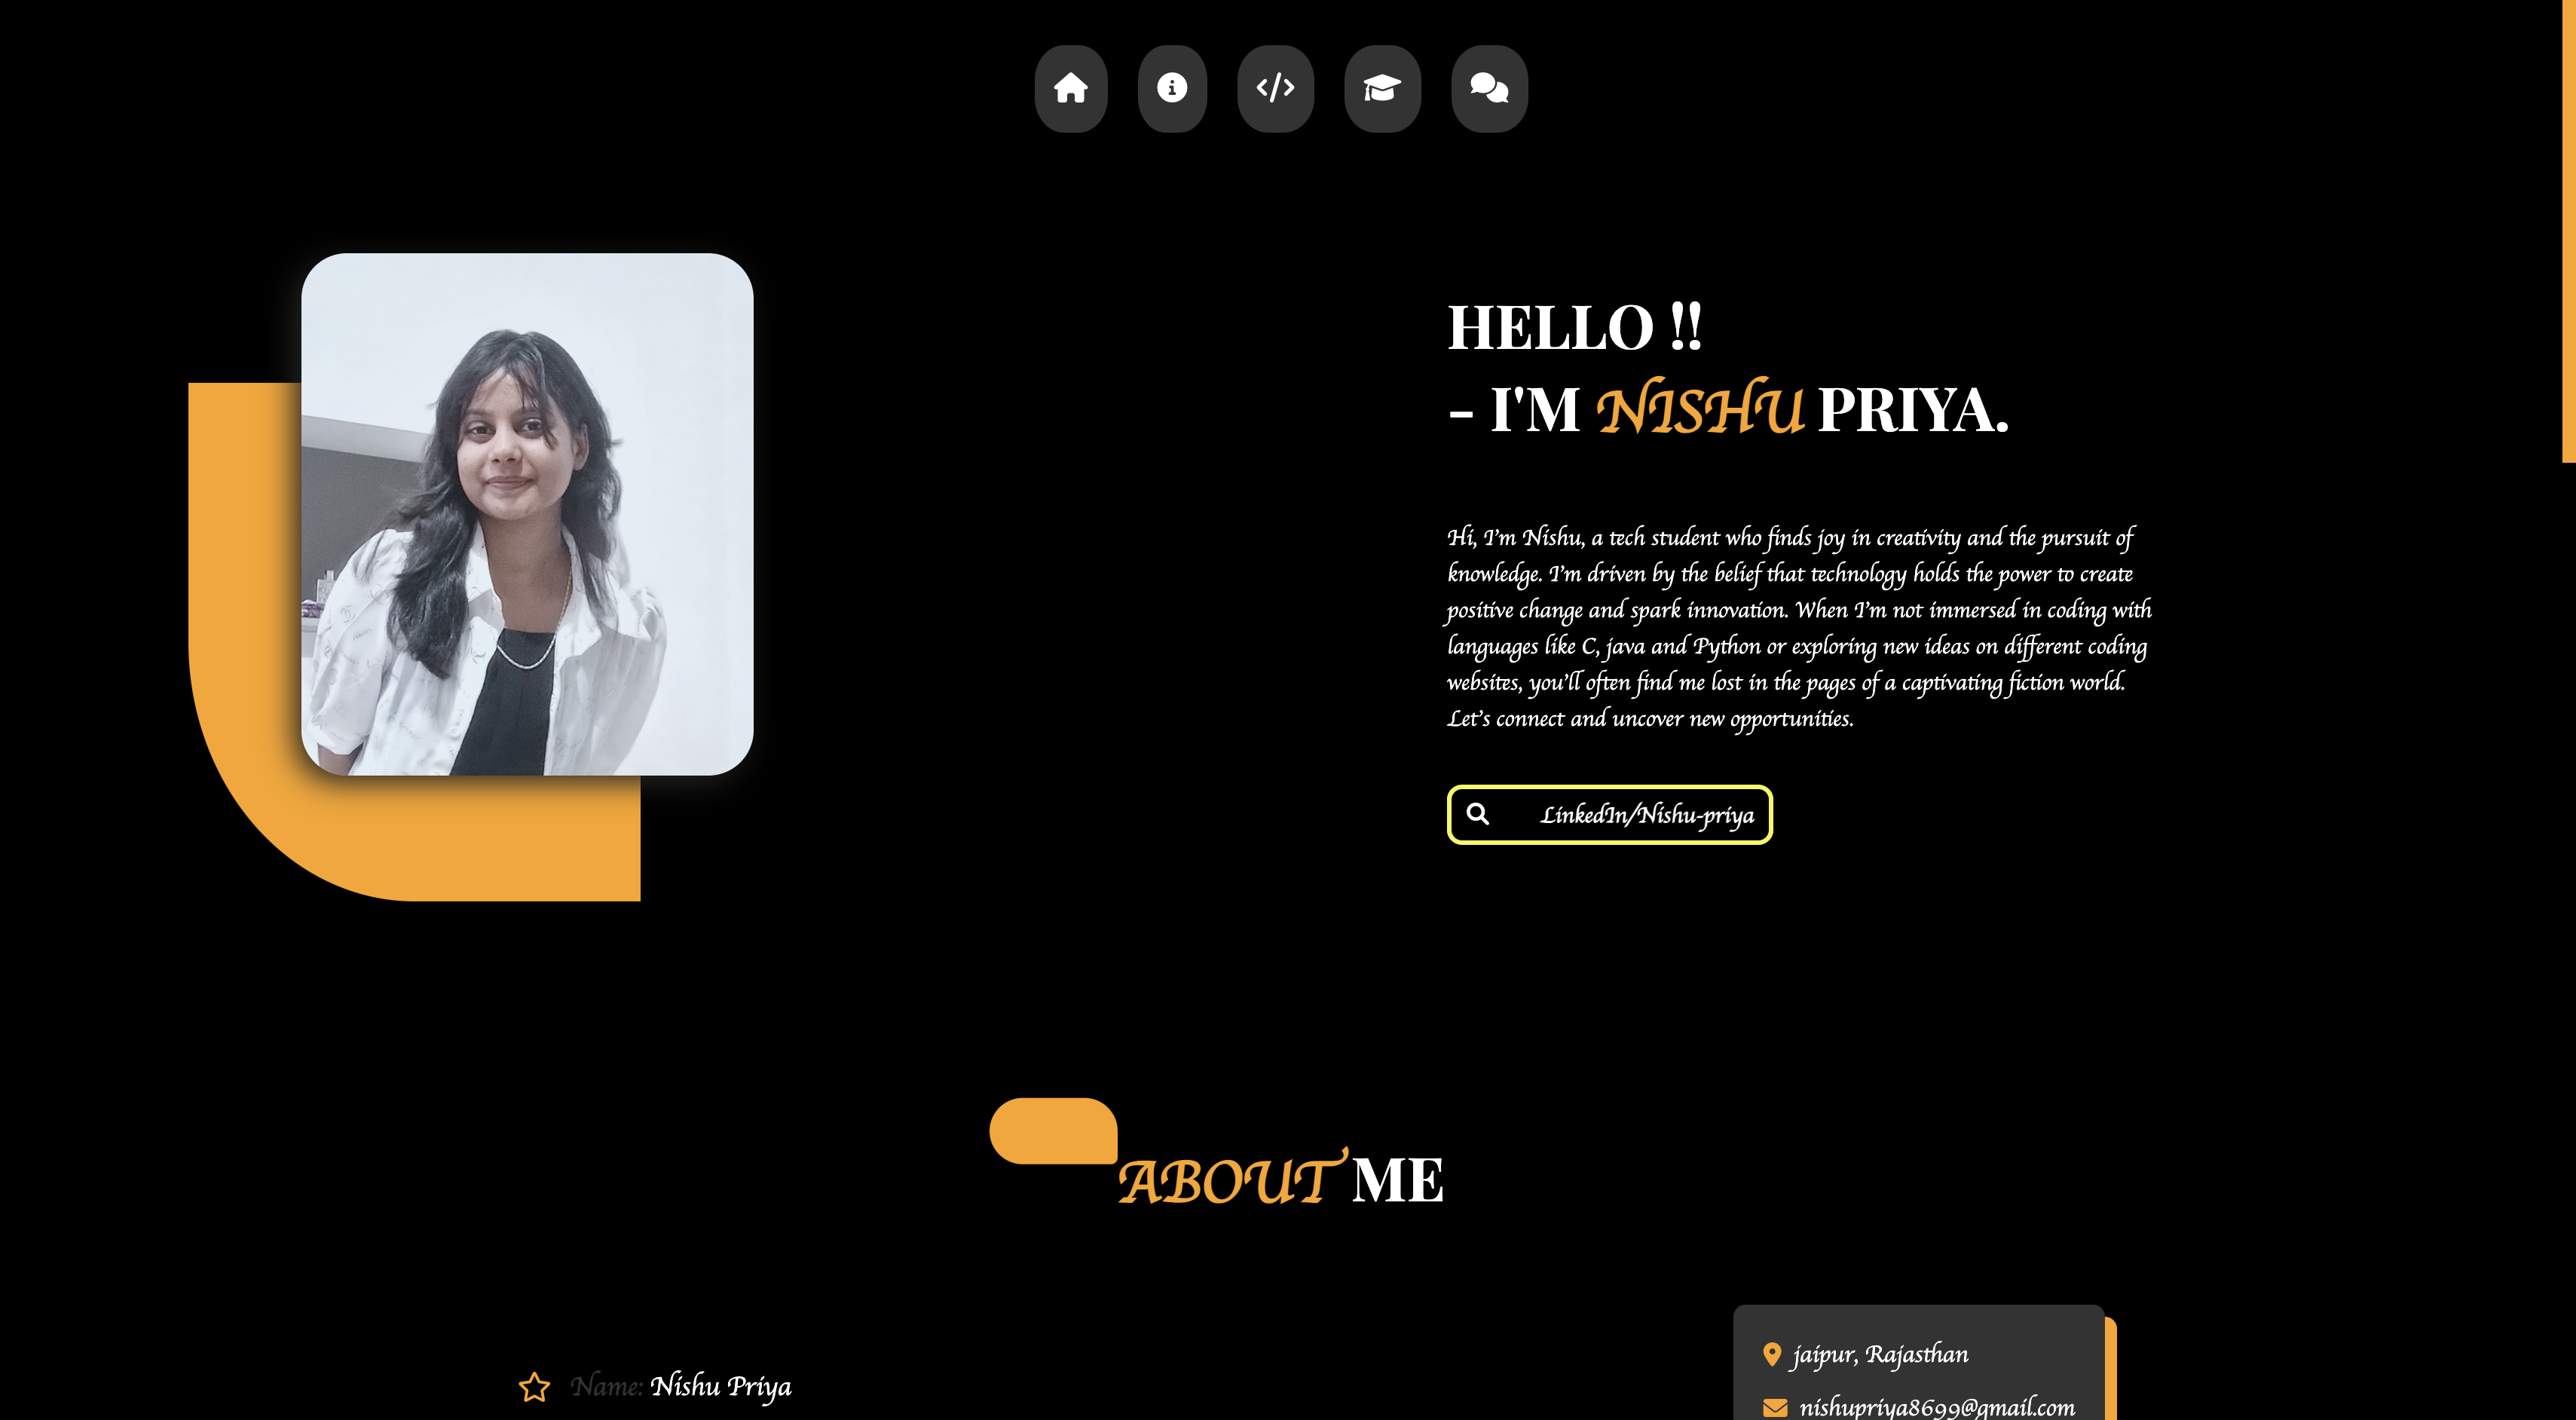 HELLO !!
- I'M NISHU PRIYA.
Hi, I'm Nishu, a tech student who finds joy in creativity and the pursuit of
knowledge. I'm driven by the belief that technology holds the power to create
positive change and spark innovation. When I'm not immersed in coding with
languages like C, java and Python or exploring new ideas on different coding
websites, you'll often find me lost in the pages of a captivating fiction world.
Let's connect and uncover new opportunities.
LinkedIn/Nishu-priya
ABOUT ME
Name: Nishu Priya
jaipur, Rajasthan
nishupriya8699@gmail.com